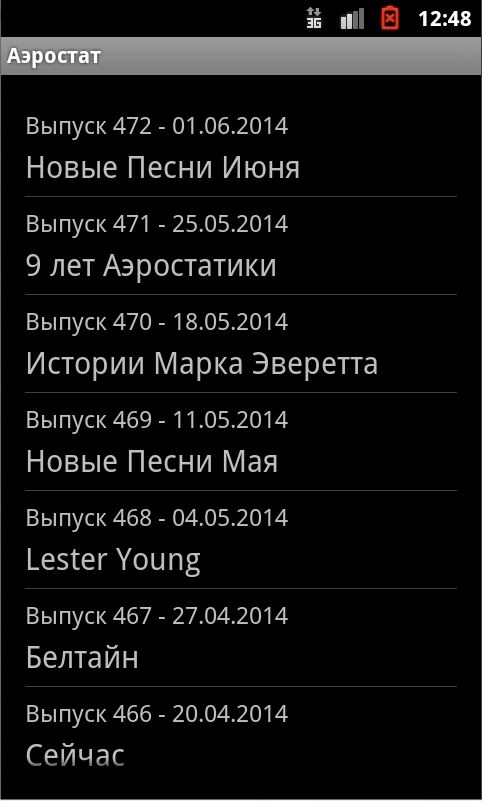 3G 12:48
Аэростат
Выпуск 472 - 01.06.2014
Новые Песни Июня
Выпуск 471 - 25.05.2014
9 лет Аэростатики
Выпуск 470 - 18.05.2014
Истории Марка Эверетта
Выпуск 469 - 11.05.2014
Новые Песни Мая
Выпуск 468 - 04.05.2014
Lester Young
Выпуск 467 - 27.04.2014
Белтайн
Выпуск 466 - 20.04.2014
Сейчас